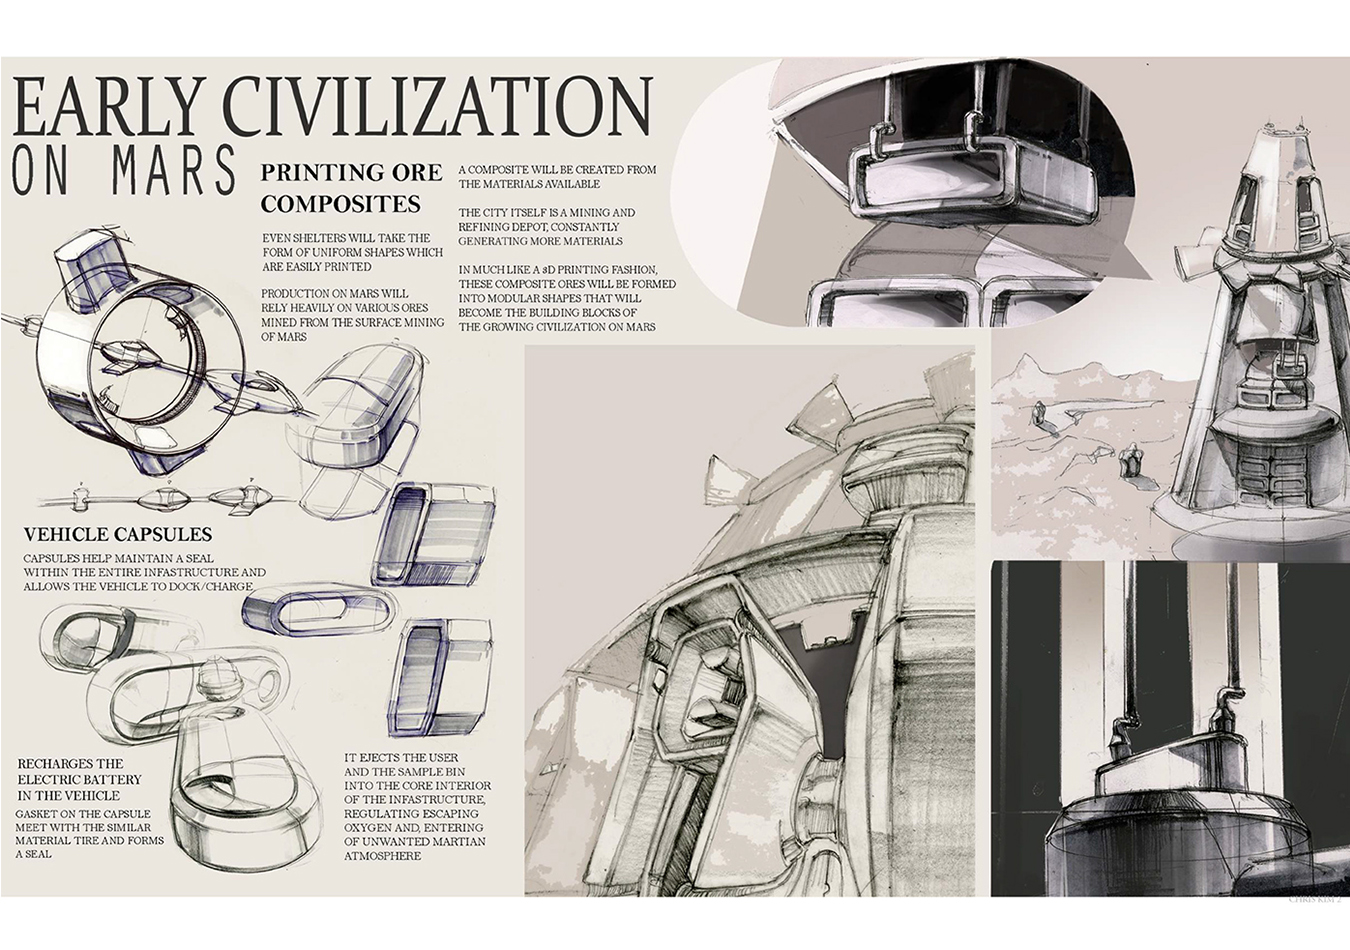 EARLY CIVILIZATION
ON MARS
PRINTING ORE
COMPOSITES
EVEN SHELTERS WILL TAKE THE
FORM OF UNIFORM SHAPES WHICH
ARE EASILY PRINTED
PRODUCTION ON MARS WILL
RELY HEAVILY ON VARIOUS ORES
MINED FROM THE SURFACE MINING
OF MARS
A COMPOSITE WILL BE CREATED FROM
THE MATERIALS AVAILABLE
THE CITY ITSELF IS A MINING AND
REFINING DEPOT, CONSTANTLY
GENERATING MORE MATERIALS
IN MUCH LIKE A 3D PRINTING FASHION,
THESE COMPOSITE ORES WILL BE FORMED
INTO MODULAR SHAPES THAT WILL
BECOME THE BUILDING BLOCKS OF
THE GROWING CIVILIZATION ON MARS
VEHICLE CAPSULES
CAPSULES HELP MAINTAIN A SEAL
WITHIN THE ENTIRE INFASTRUCTURE AND
ALLOWS THE VEHICLE TO DOCK/CHARGE
RECHARGES THE
ELECTRIC BATTERY
IN THE VEHICLE
GASKET ON THE CAPSULE
MEET WITH THE SIMILAR
MATERIAL TIRE AND FORMS
A SEAL
IT EJECTS THE USER
AND THE SAMPLE BIN
INTO THE CORE INTERIOR
OF THE INFASTRUCTURE,
REGULATING ESCAPING
OXYGEN AND, ENTERING
OF UNWANTED MARTIAN
ATMOSPHERE
CHRIS KIM 2